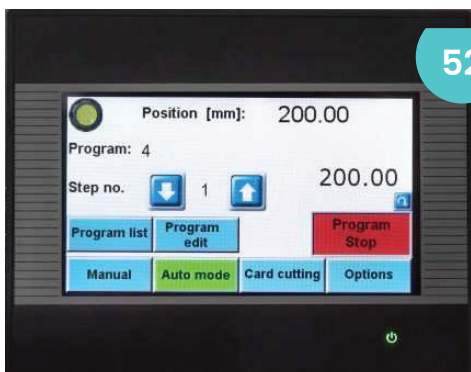 52
Position [mm]: 200.00
Program: 4
200.00
Step no. 1
Program list Program edit Program Stop
Manual Auto mode Card cutting Options